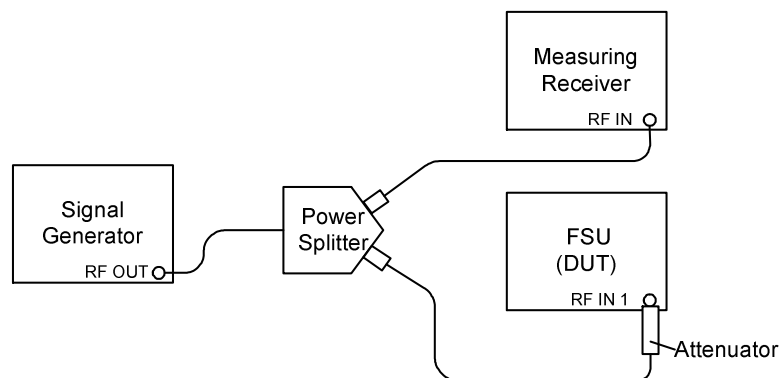 Measuring
Receiver
RF IN
Signal
Generator
RF OUT
Power
Splitter
FSU
(DUT)
RF IN 1
Attenuator